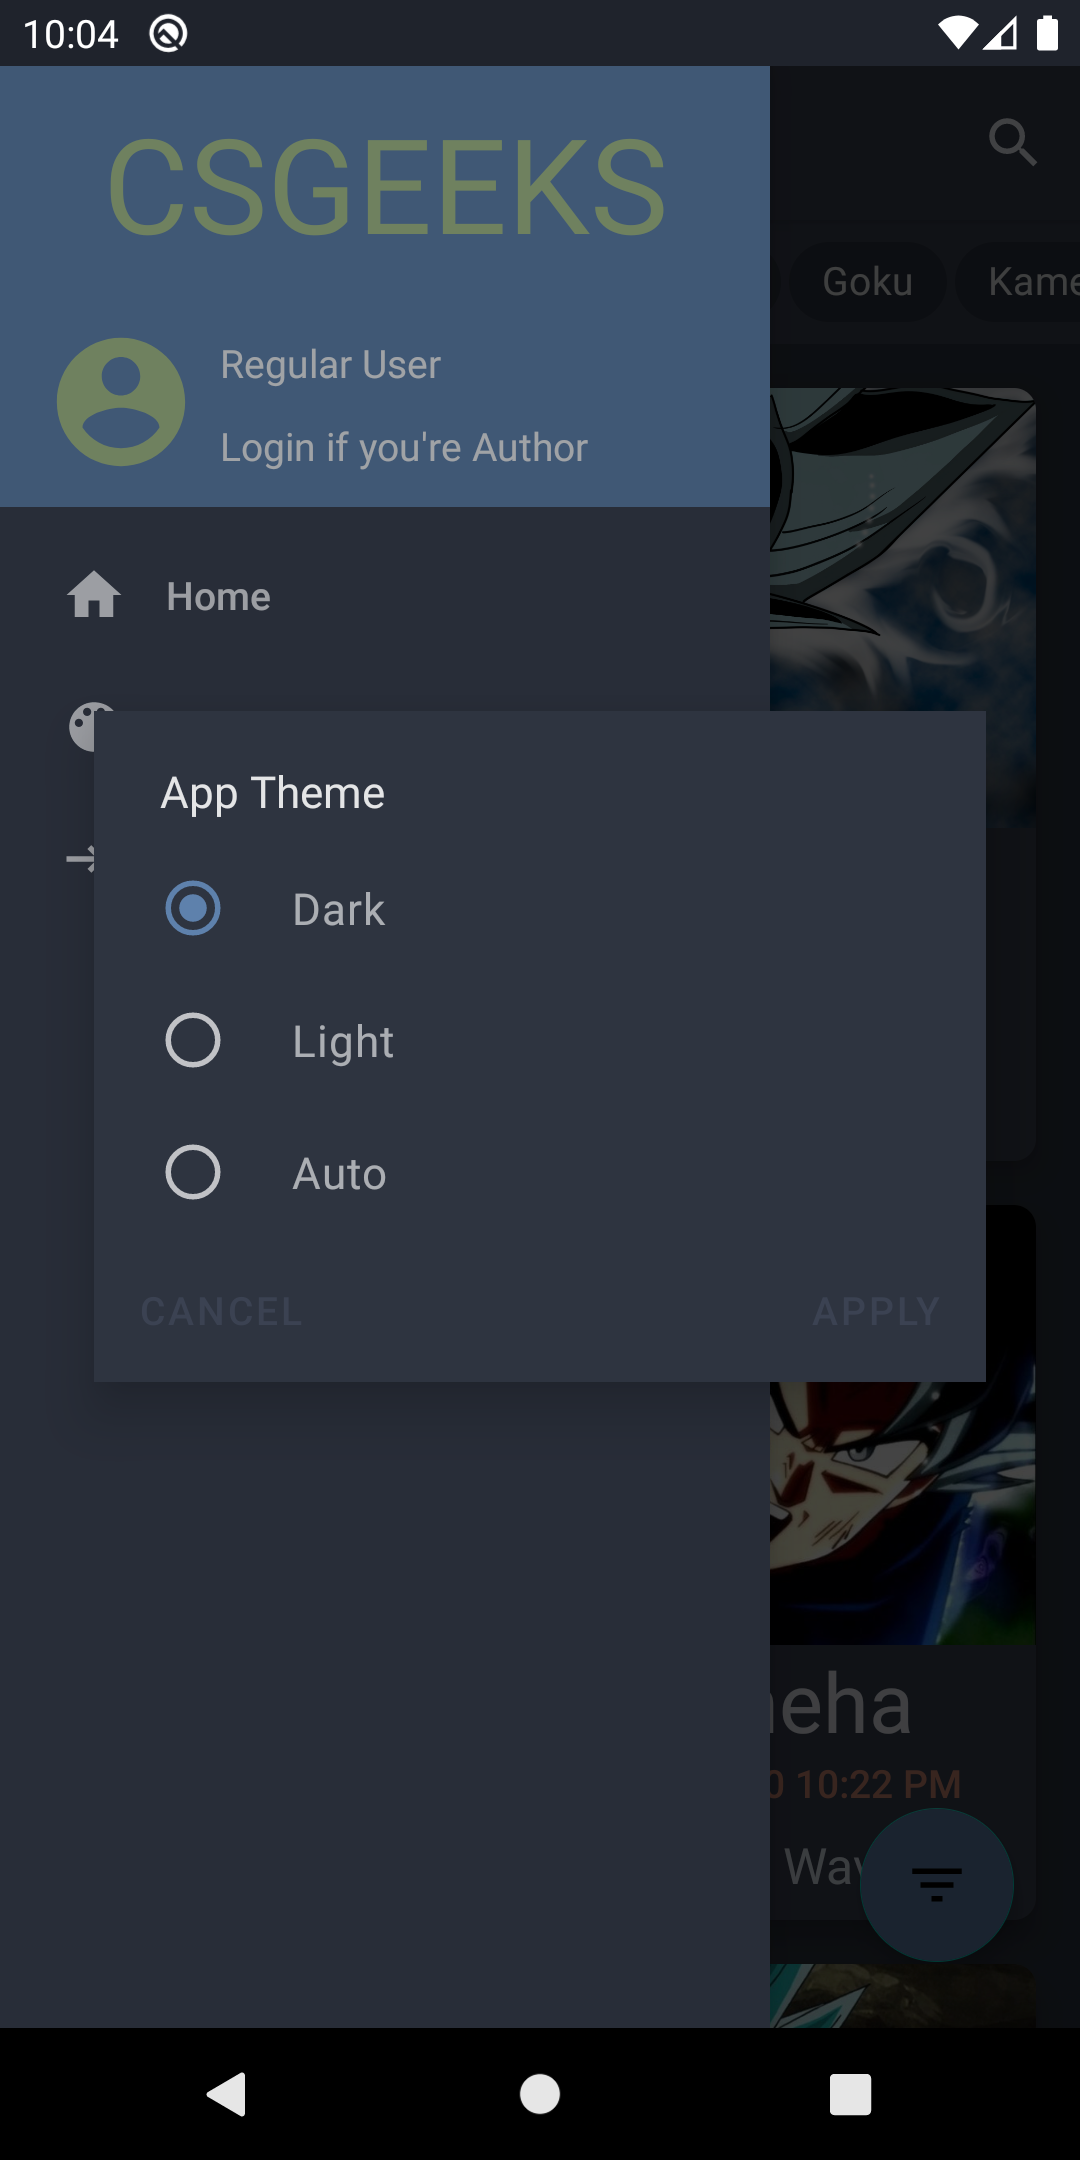 10:04
CSGEEKS
Goku
Regular User
Login if you're Author
Home
App Theme
Dark
Light
Auto
CANCEL
APPLY
eha
10:22 PM